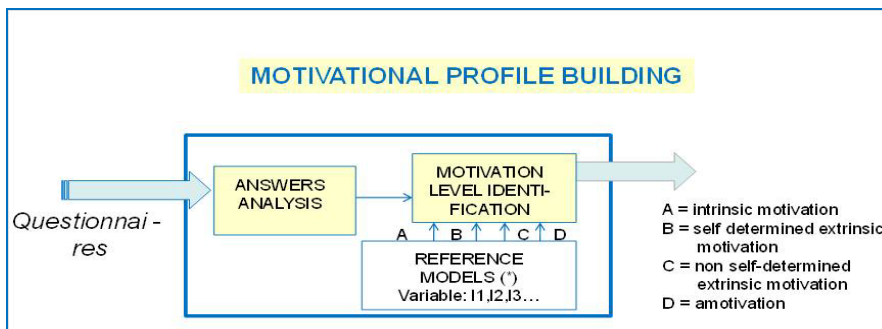 MOTIVATIONAL PROFILE BUILDING
Questionnai -
res
ANSWERS
ANALYSIS
MOTIVATION
LEVEL IDENTI-
FICATION
A B C D
REFERENCE
MODELS (*)
Variable: I1,I2,I3...
A = intrinsic motivation
B = self determined extrinsic
motivation
C = non self-determined
extrinsic motivation
D = amotivation